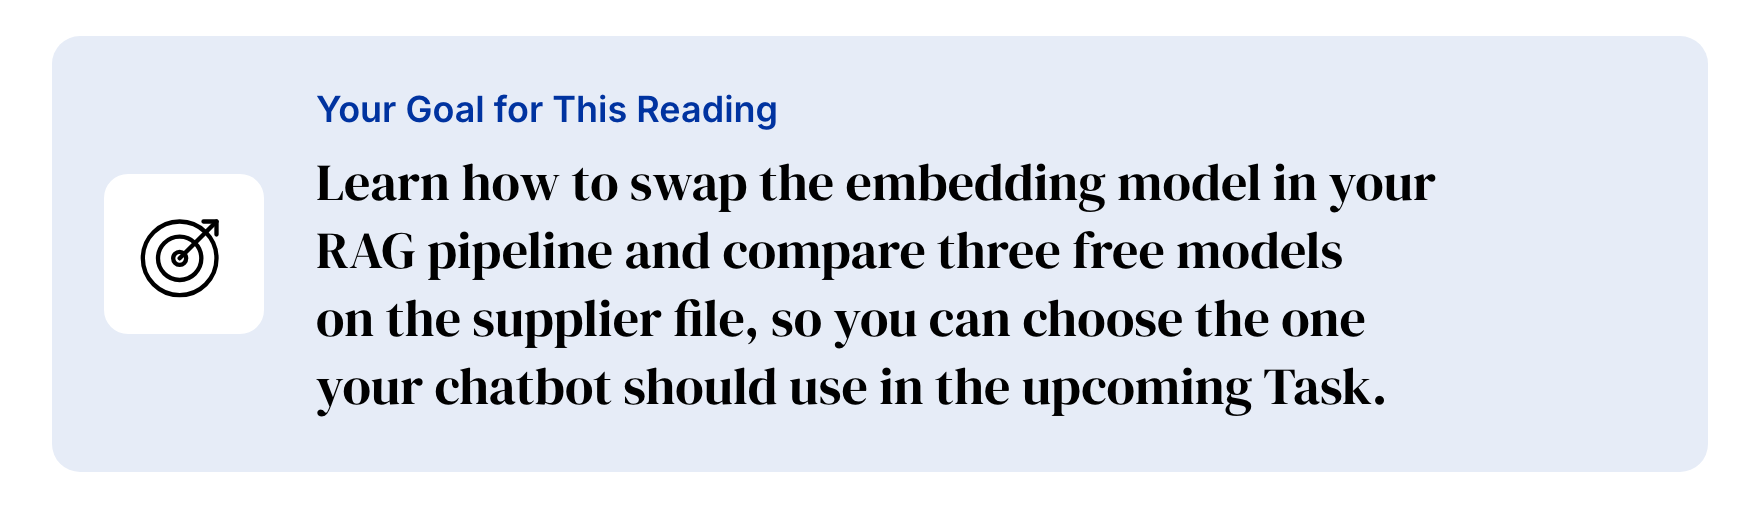 Your Goal for This Reading
Learn how to swap the embedding model in your
RAG pipeline and compare three free models
on the supplier file, so you can choose the one
your chatbot should use in the upcoming Task.